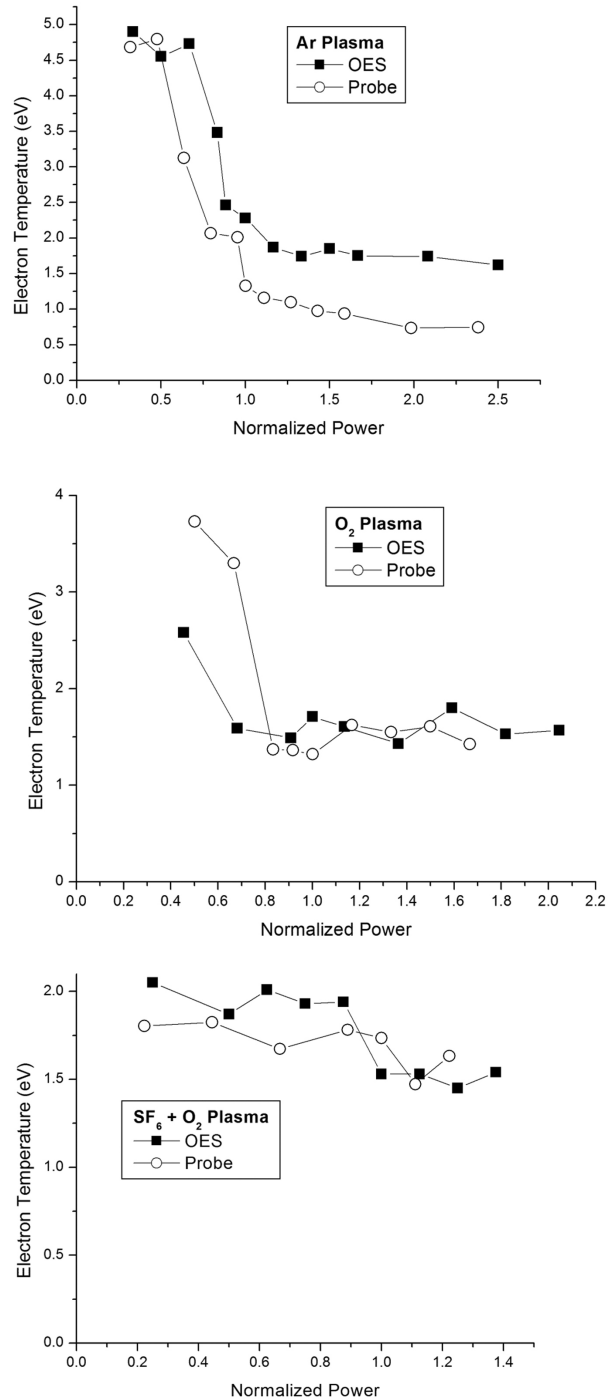 5.0
4.5
4.0
3.5
3.0
2.5
2.0
1.5
1.0
0.5
0.0
Electron Temperature (eV)
Ar Plasma
OES
Probe
0.0 0.5 1.0 1.5 2.0 2.5
Normalized Power
4
3
2
1
0
Electron Temperature (eV)
O₂ Plasma
OES
Probe
0.0 0.2 0.4 0.6 0.8 1.0 1.2 1.4 1.6 1.8 2.0 2.2
Normalized Power
2.0
1.5
1.0
0.5
0.0
Electron Temperature (eV)
SF₆ + O₂ Plasma
OES
Probe
0.0 0.2 0.4 0.6 0.8 1.0 1.2 1.4
Normalized Power